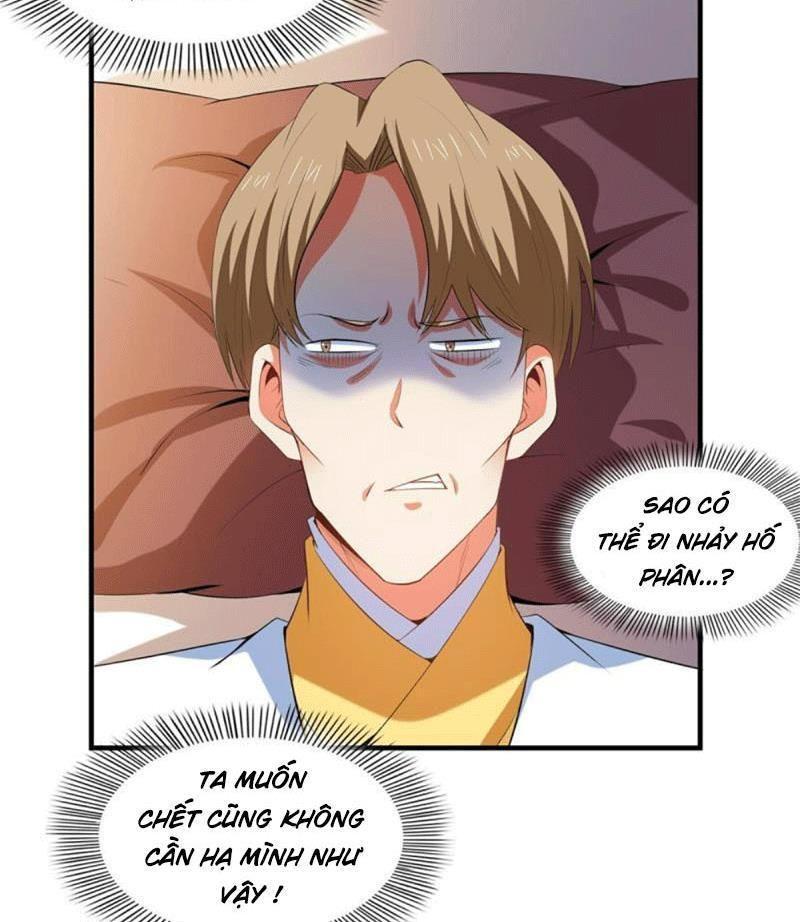 SAO CÓ
THỂ ĐI NHẢY HỐ
PHÂN...?
TA MUỐN
CHẾT CŨNG KHÔNG
CẦN HẠ MÌNH NHƯ
VẬY !